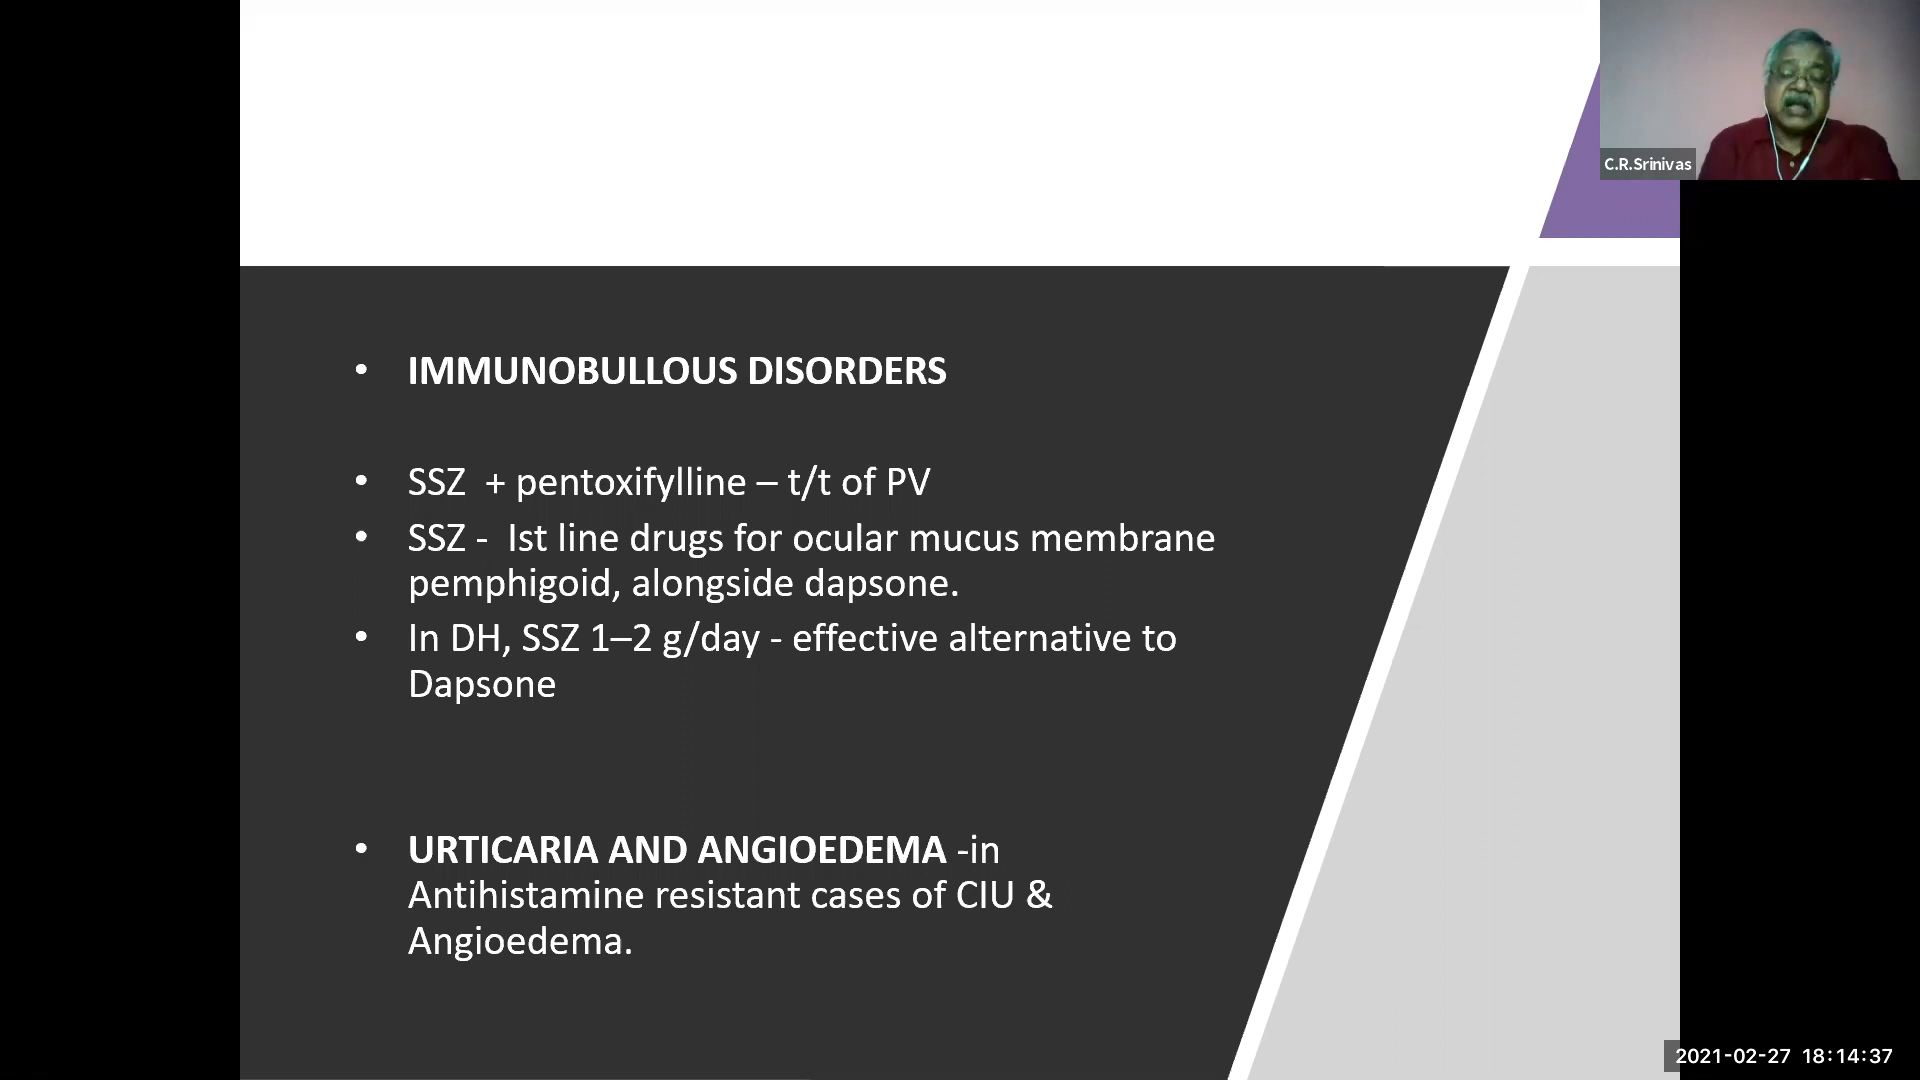 C.R.Srinivas
• IMMUNOBULLOUS DISORDERS
• SSZ + pentoxifylline – t/t of PV
• SSZ - Ist line drugs for ocular mucus membrane
pemphigoid, alongside dapsone.
• In DH, SSZ 1–2 g/day - effective alternative to
Dapsone
• URTICARIA AND ANGIOEDEMA -in
Antihistamine resistant cases of CIU &
Angioedema.
2021-02-27 18:14:37